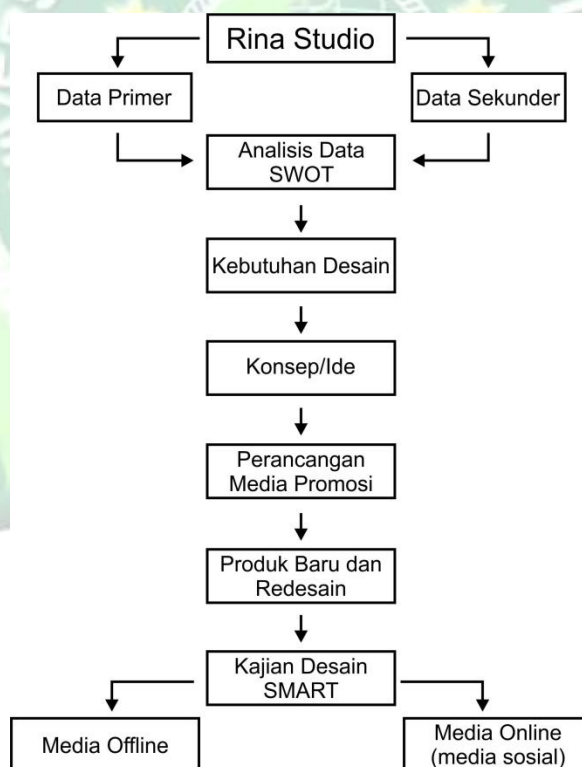 Rina Studio
Data Primer
Data Sekunder
Analisis Data
SWOT
Kebutuhan Desain
Konsep/Ide
Perancangan
Media Promosi
Produk Baru dan
Redesain
Kajian Desain
SMART
Media Offline
Media Online
(media sosial)